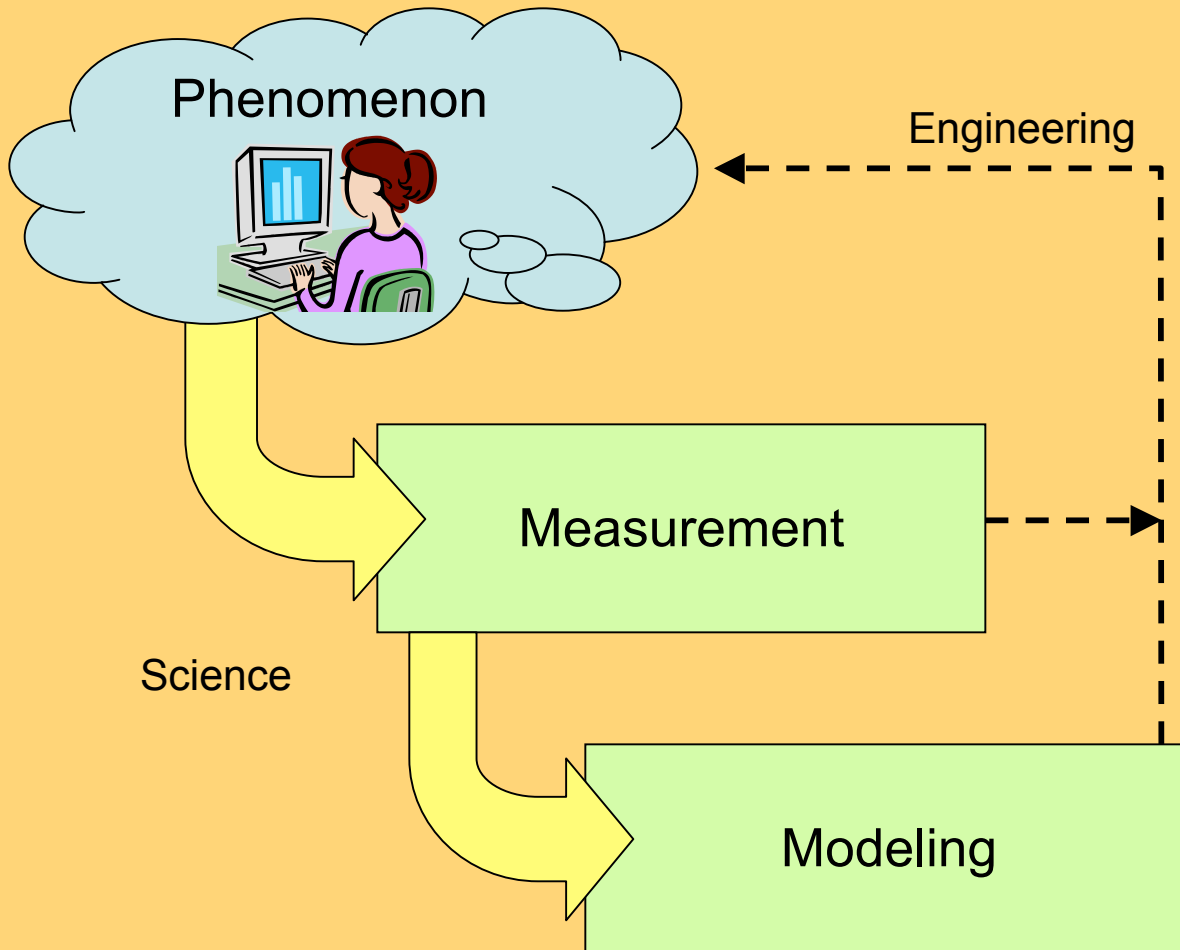 Phenomenon
Engineering
Measurement
Science
Modeling